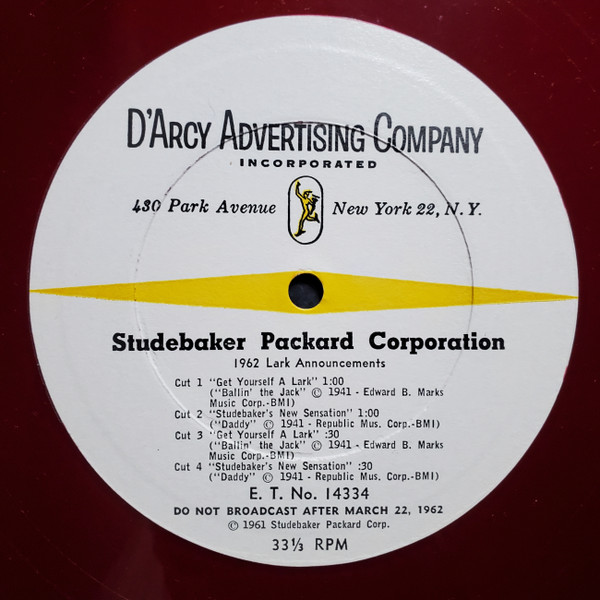 D'ARCY ADVERTISING COMPANY
INCORPORATED
430 Park Avenue New York 22, N.Y.
Studebaker Packard Corporation
1962 Lark Announcements
Cut 1 "Get Yourself A Lark" 1:00
("Ballin' the Jack" © 1941 - Edward B. Marks
Music Corp.-BMI)
Cut 2 "Studebaker's New Sensation" 1:00
("Daddy" © 1941 - Republic Mus. Corp.-BMI)
Cut 3 "Get Yourself A Lark" :30
("Ballin' the Jack" © 1941 - Edward B. Marks
Music Corp.-BMI)
Cut 4 "Studebaker's New Sensation" :30
("Daddy" © 1941 - Republic Mus. Corp.-BMI)
E. T. No. 14334
DO NOT BROADCAST AFTER MARCH 22, 1962
© 1961 Studebaker Packard Corp.
33⅓ RPM